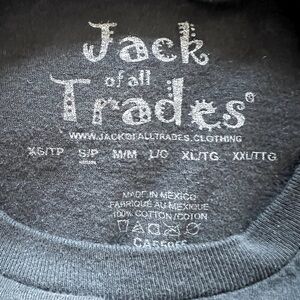 Jack
of all
Trades®
WWW.JACKOFALLTRADES.CLOTHING
XS/TP S/P M/M L/G XL/TG XXL/TTG
MADE IN MEXICO
FABRIQUÉ AU MEXIQUE
100% COTTON/COTON